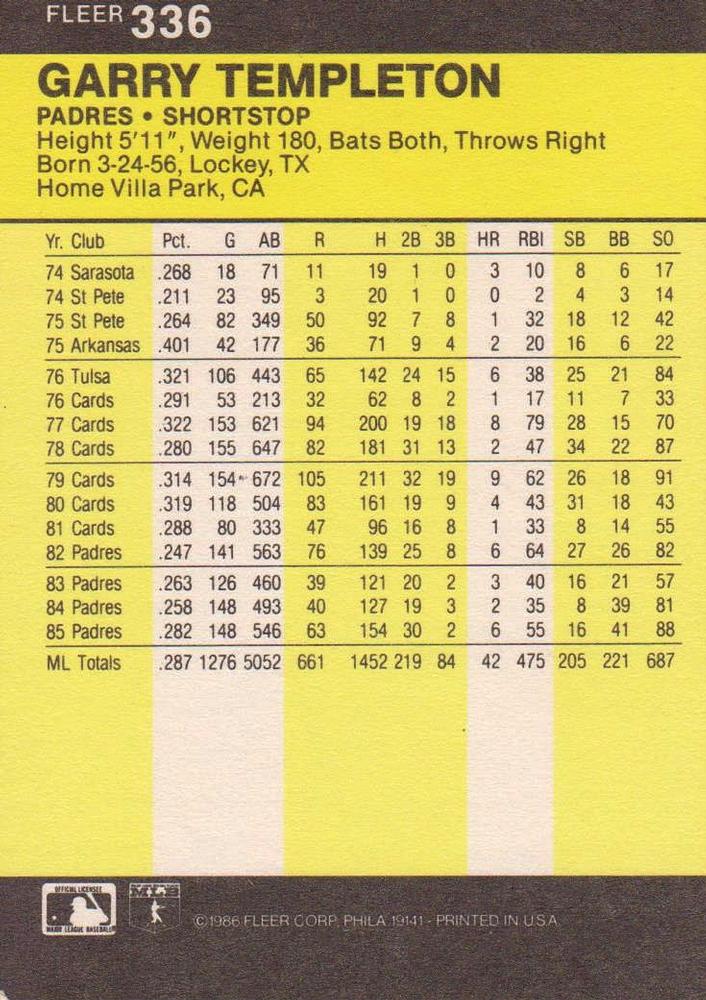 FLEER 336
GARRY TEMPLETON
PADRES • SHORTSTOP
Height 5'11", Weight 180, Bats Both, Throws Right
Born 3-24-56, Lockey, TX
Home Villa Park, CA
Yr. Club Pct. G AB R H 2B 3B HR RBI SB BB SO
74 Sarasota .268 18 71 11 19 1 0 3 10 8 6 17
74 St Pete .211 23 95 3 20 1 0 0 2 4 3 14
75 St Pete .264 82 349 50 92 7 8 1 32 18 12 42
75 Arkansas .401 42 177 36 71 9 4 2 20 16 6 22
76 Tulsa .321 106 443 65 142 24 15 6 38 25 21 84
76 Cards .291 53 213 32 62 8 2 1 17 11 7 33
77 Cards .322 153 621 94 200 19 18 8 79 28 15 70
78 Cards .280 155 647 82 181 31 13 2 47 34 22 87
79 Cards .314 154 672 105 211 32 19 9 62 26 18 91
80 Cards .319 118 504 83 161 19 9 4 43 31 18 43
81 Cards .288 80 333 47 96 16 8 1 33 8 14 55
82 Padres .247 141 563 76 139 25 8 6 64 27 26 82
83 Padres .263 126 460 39 121 20 2 3 40 16 21 57
84 Padres .258 148 493 40 127 19 3 2 35 8 39 81
85 Padres .282 148 546 63 154 30 2 6 55 16 41 88
ML Totals .287 1276 5052 661 1452 219 84 42 475 205 221 687
OFFICIAL LICENSEE
MAJOR LEAGUE BASEBALL
©1986 FLEER CORP. PHILA. 19141 - PRINTED IN U.S.A.